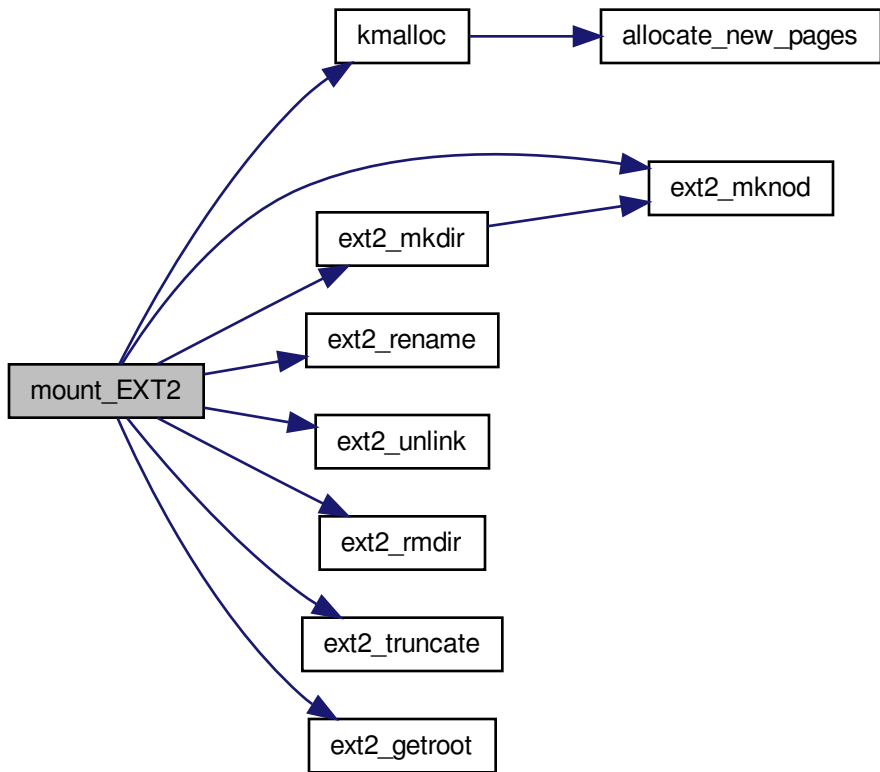 kmalloc
allocate_new_pages
ext2_mknod
ext2_mkdir
ext2_rename
mount_EXT2
ext2_unlink
ext2_rmdir
ext2_truncate
ext2_getroot